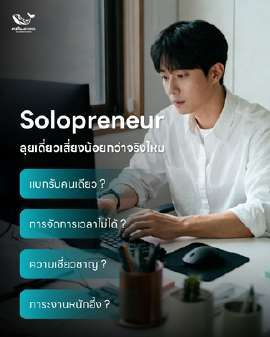 Solopreneur
ลุยเดี่ยวเสี่ยงน้อยกว่าจริงไหม
แบกรับคนเดียว ?
การจัดการเวลาไม่ได้ ?
ความเชี่ยวชาญ ?
ภาระงานหนักอึ้ง ?